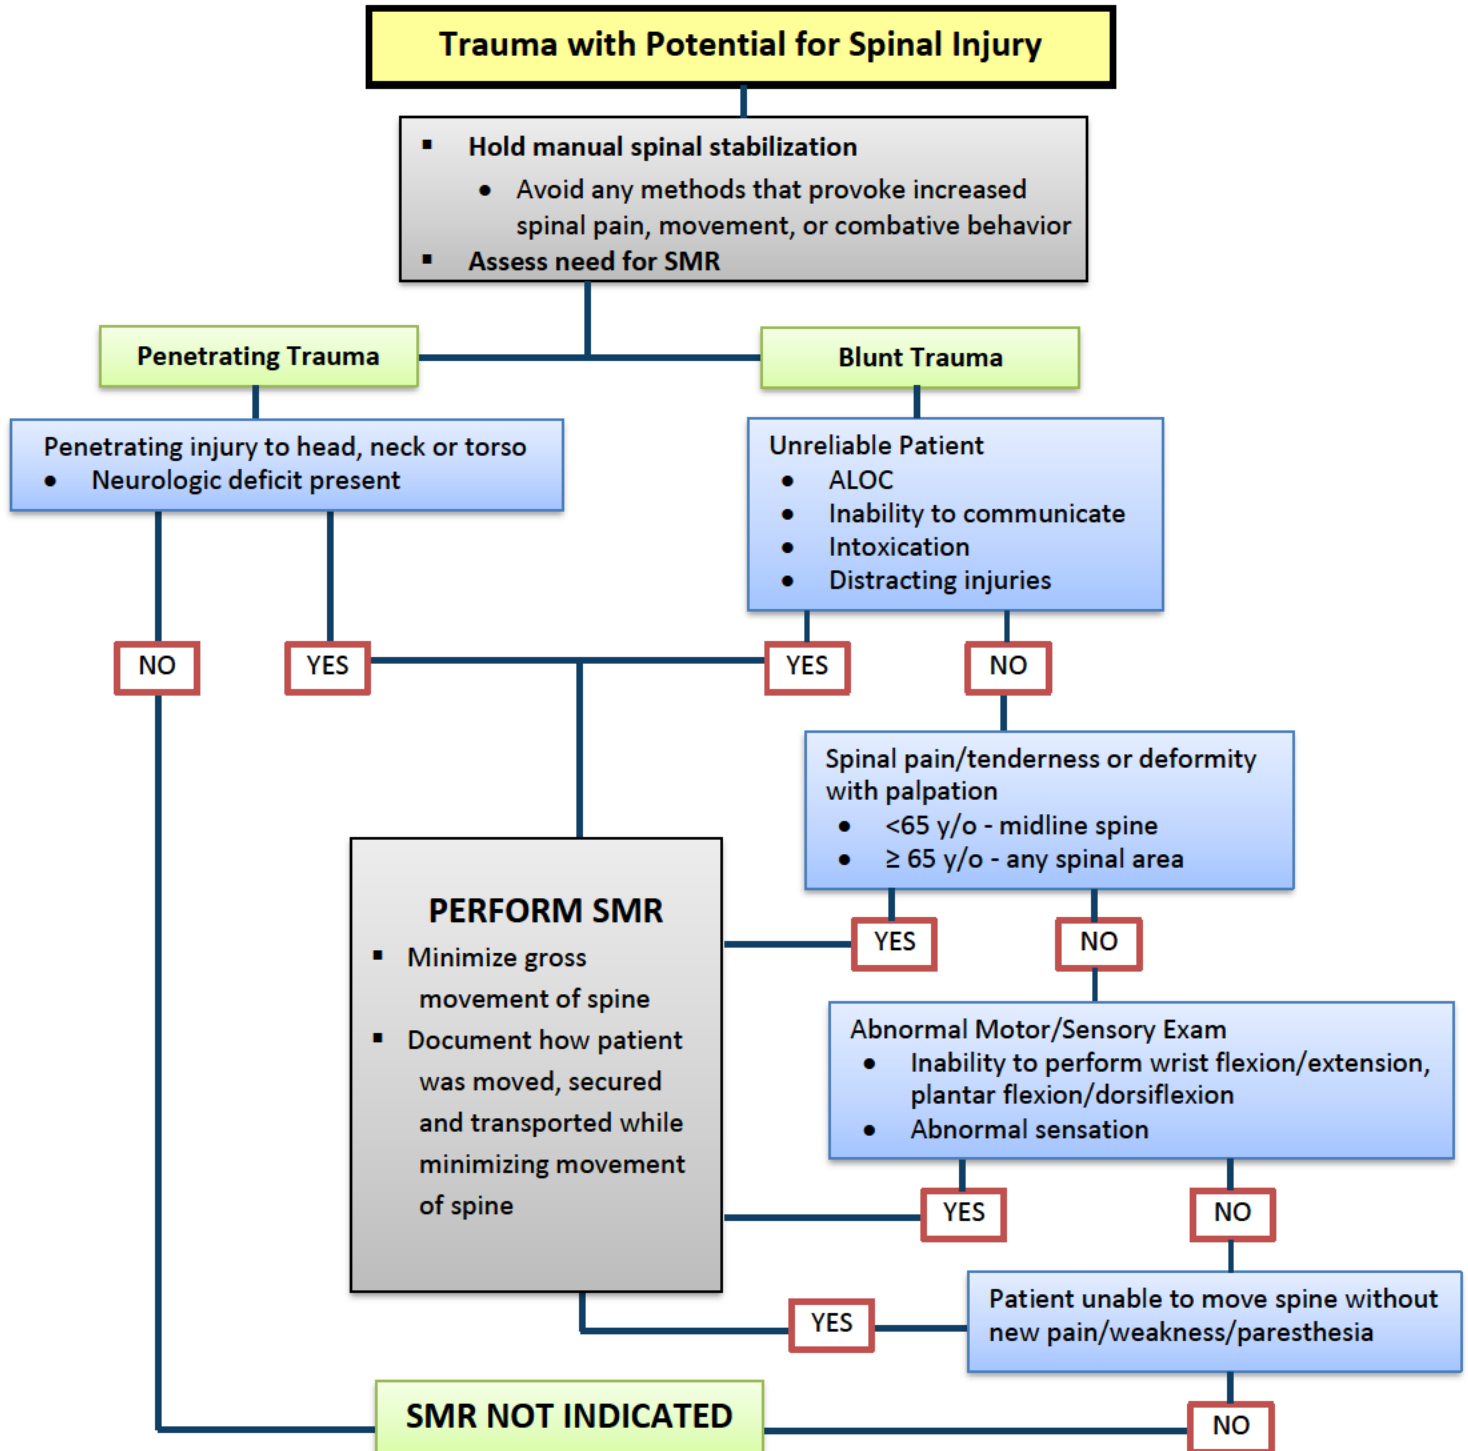 Trauma with Potential for Spinal Injury
▪ Hold manual spinal stabilization
• Avoid any methods that provoke increased
spinal pain, movement, or combative behavior
▪ Assess need for SMR
Penetrating Trauma
Blunt Trauma
Penetrating injury to head, neck or torso
• Neurologic deficit present
Unreliable Patient
• ALOC
• Inability to communicate
• Intoxication
• Distracting injuries
NO
YES
YES
NO
Spinal pain/tenderness or deformity
with palpation
• <65 y/o - midline spine
• ≥ 65 y/o - any spinal area
YES
NO
PERFORM SMR
▪ Minimize gross
movement of spine
▪ Document how patient
was moved, secured
and transported while
minimizing movement
of spine
Abnormal Motor/Sensory Exam
• Inability to perform wrist flexion/extension,
plantar flexion/dorsiflexion
• Abnormal sensation
YES
NO
Patient unable to move spine without
new pain/weakness/paresthesia
YES
NO
SMR NOT INDICATED